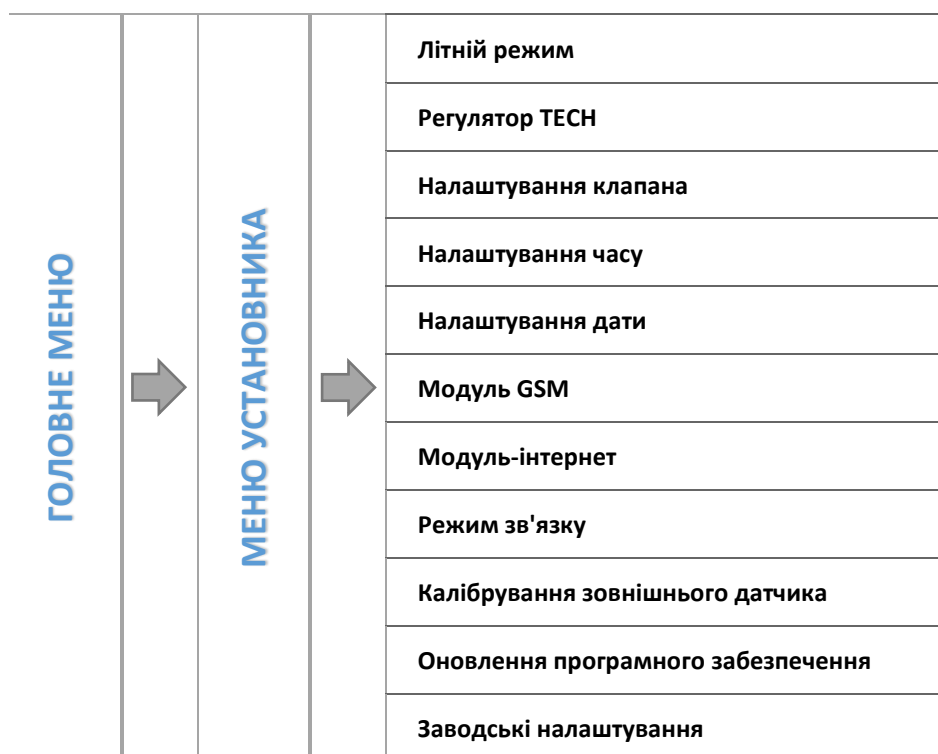 ГОЛОВНЕ МЕНЮ
МЕНЮ УСТАНОВНИКА
Літній режим
Регулятор TECH
Налаштування клапана
Налаштування часу
Налаштування дати
Модуль GSM
Модуль-інтернет
Режим зв'язку
Калібрування зовнішнього датчика
Оновлення програмного забезпечення
Заводські налаштування